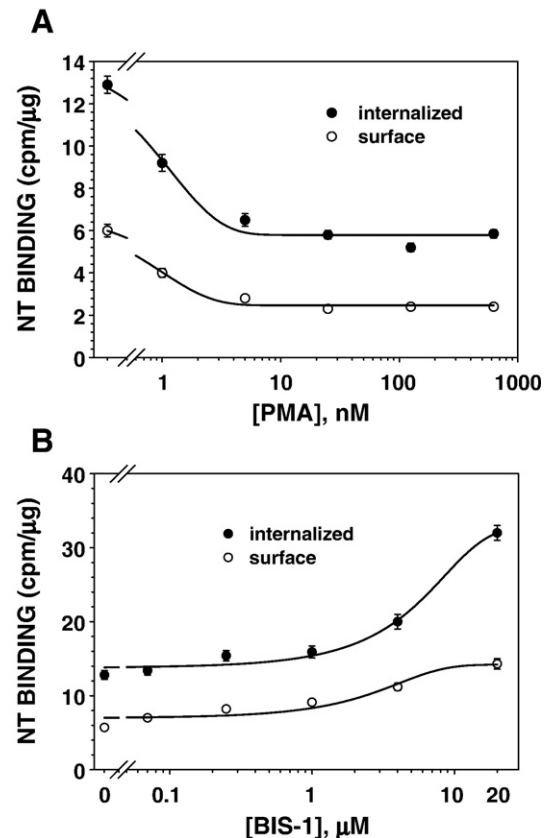 A
14
12
10
8
6
4
2
0
NT BINDING (cpm/μg)
internalized
surface
1 10 100 1000
[PMA], nM
B
40
30
20
10
0
NT BINDING (cpm/μg)
internalized
surface
0 0.1 1 10 20
[BIS-1], μM